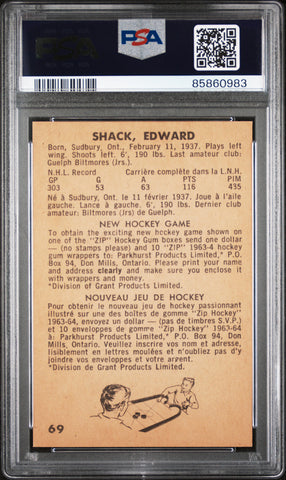 PSA
85860983
SHACK, EDWARD
Born, Sudbury, Ont., February 11, 1937. Plays left
wing. Shoots left. 6', 190 lbs. Last amateur club:
Guelph Biltmores (Jrs.).
N.H.L. Record Carrière complète dans la L.N.H.
GP G A PTS PIM
303 53 63 116 435
Né à Sudbury, Ont. le 11 février 1937. Joue à l'aile
gauche. Lance à gauche. 6', 190 lbs. Dernier club
amateur: Biltmores (Jrs) de Guelph.
NEW HOCKEY GAME
To obtain the exciting new hockey game shown on
one of the "ZIP" Hockey Gum boxes send one dollar
... (no stamps please) and 10 "ZIP" 1963-4 hockey
gum wrappers to: Parkhurst Products Limited,* P.O.
Box 94, Don Mills, Ontario. Please print your name
and address clearly and make sure you enclose it
with your money and wrappers.
*Division of Grant Products Limited.
NOUVEAU JEU DE HOCKEY
Pour obtenir le nouveau jeu de hockey passionnant
illustré sur une des boîtes de gomme "Zip Hockey"
1963-64, envoyez un dollar — (pas de timbres S.V.P.)
et 10 enveloppes de gomme "Zip Hockey" 1963-64
à: Parkhurst Products Limited,* P.O. Box 94, Don
Mills, Ontario. Veuillez inscrire votre nom et adresse,
lisiblement en lettres moulées et n'oubliez pas d'in-
clure votre argent et les enveloppes.
*Division de Grant Products Limited.
69